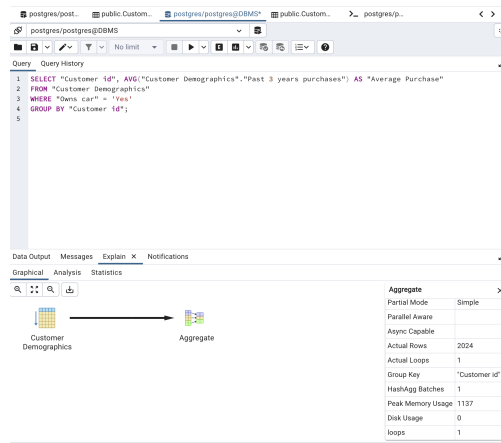 postgres/post... public.Custom... postgres/postgres@DBMS* public.Custom... >_ postgres/p...
postgres/postgres@DBMS
No limit
Query Query History
1 SELECT "Customer id", AVG("Customer Demographics"."Past 3 years purchases") AS "Average Purchase"
2 FROM "Customer Demographics"
3 WHERE "Owns car" = 'Yes'
4 GROUP BY "Customer id";
5
Data Output Messages Explain × Notifications
Graphical Analysis Statistics
Customer Demographics
Aggregate
Aggregate
Partial Mode Simple
Parallel Aware
Async Capable
Actual Rows 2024
Actual Loops 1
Group Key "Customer id"
HashAgg Batches 1
Peak Memory Usage 1137
Disk Usage 0
loops 1